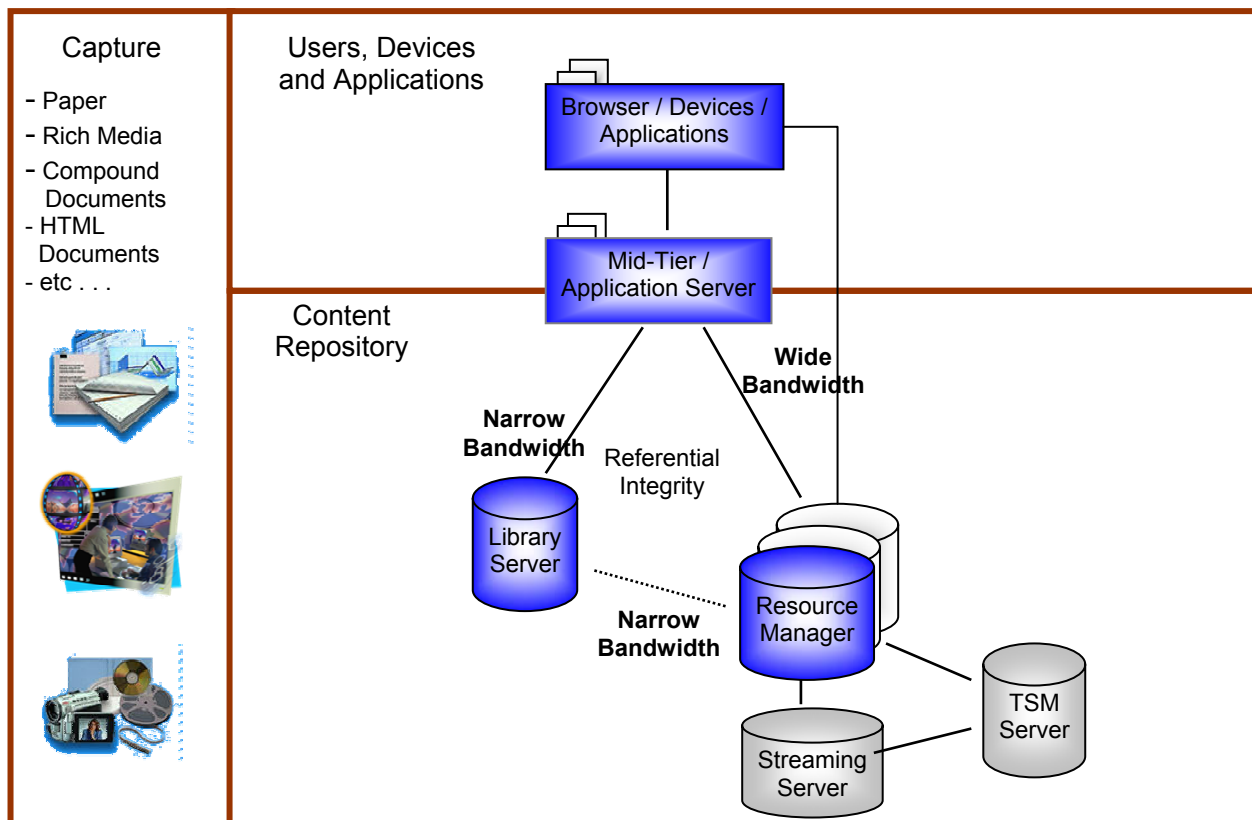 Capture
- Paper
- Rich Media
- Compound
Documents
- HTML
Documents
- etc . . .
Users, Devices
and Applications
Browser / Devices /
Applications
Mid-Tier /
Application Server
Content
Repository
Wide
Bandwidth
Narrow
Bandwidth
Referential
Integrity
Library
Server
Narrow
Bandwidth
Resource
Manager
TSM
Server
Streaming
Server